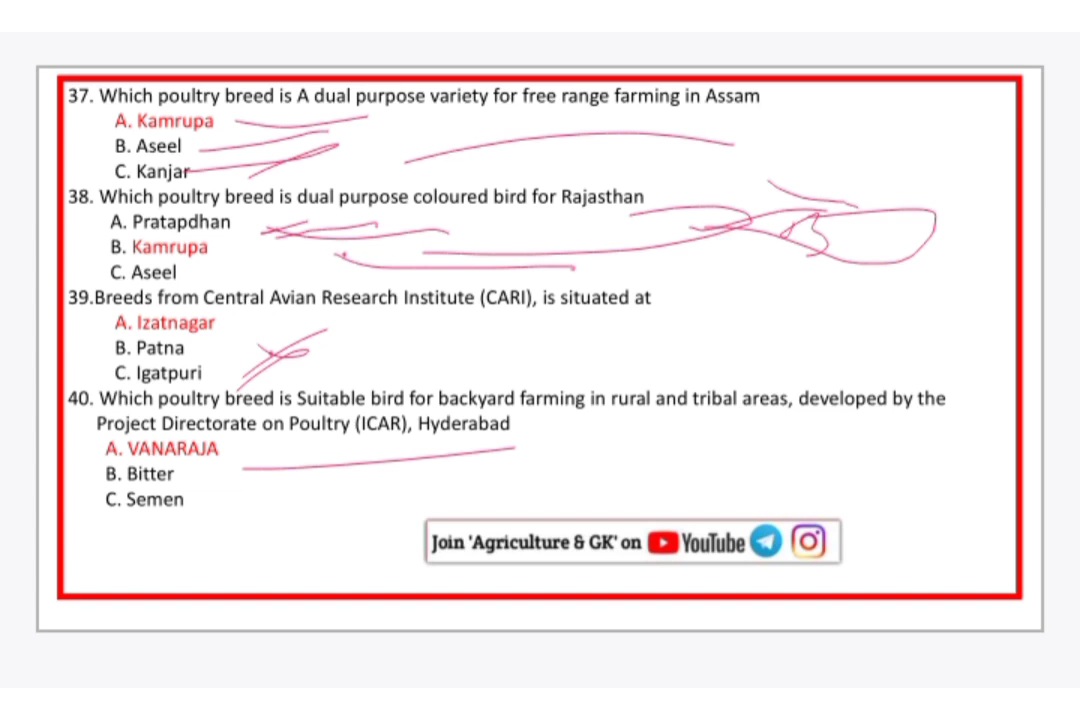 37. Which poultry breed is A dual purpose variety for free range farming in Assam
A. Kamrupa
B. Aseel
C. Kanjar
38. Which poultry breed is dual purpose coloured bird for Rajasthan
A. Pratapdhan
B. Kamrupa
C. Aseel
39.Breeds from Central Avian Research Institute (CARI), is situated at
A. Izatnagar
B. Patna
C. Igatpuri
40. Which poultry breed is Suitable bird for backyard farming in rural and tribal areas, developed by the
Project Directorate on Poultry (ICAR), Hyderabad
A. VANARAJA
B. Bitter
C. Semen
Join 'Agriculture & GK' on YouTube